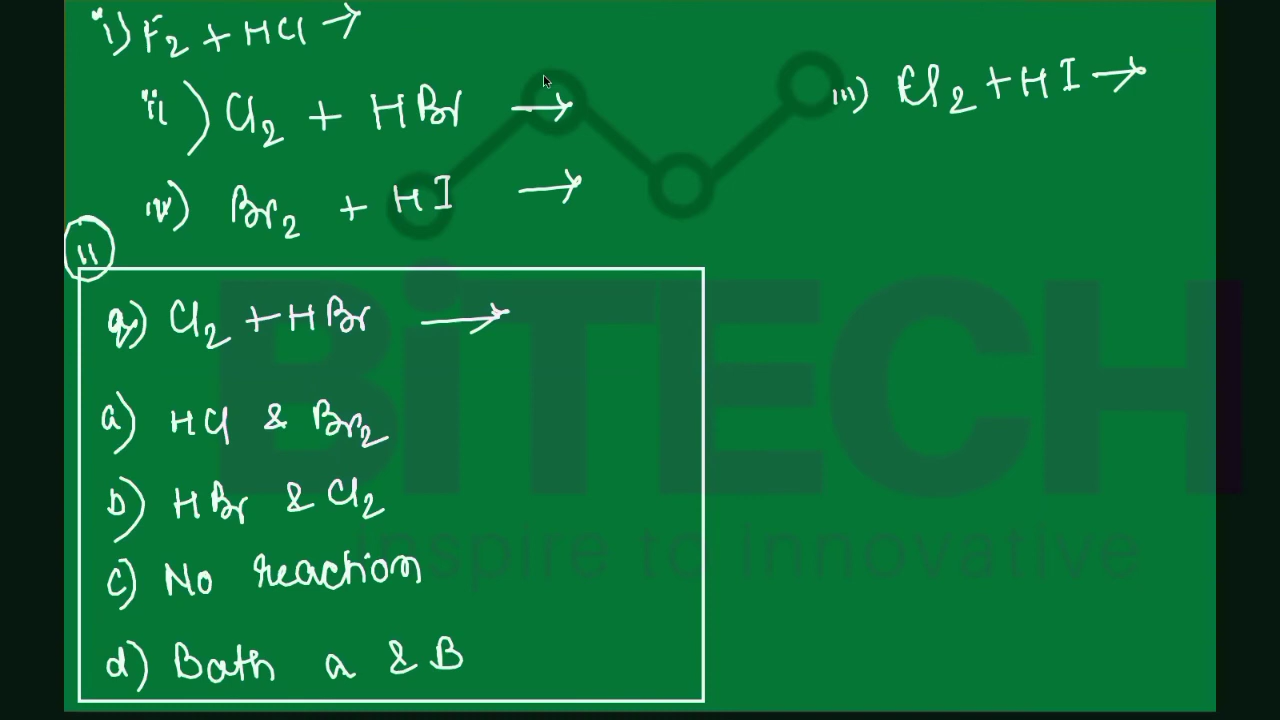 i) F2 + HCl →
ii) Cl2 + HBr →
iii) Cl2 + HI →
iv) Br2 + HI →
11
q) Cl2 + HBr →
a) HCl & Br2
b) HBr & Cl2
c) No reaction
d) Bath a & B
BiTECH
Inspire to innovative